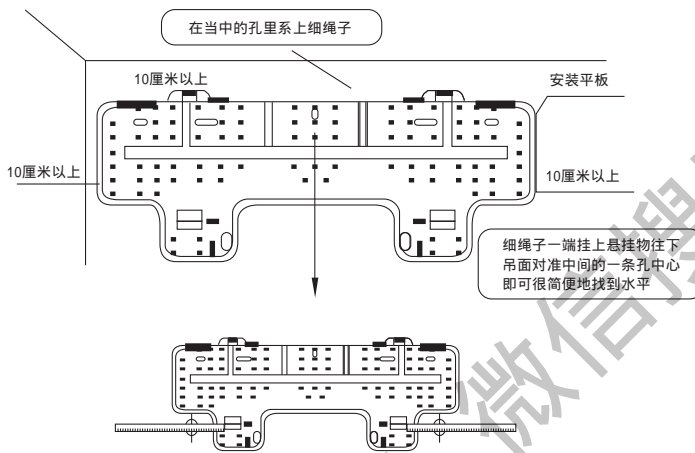 在当中的孔里系上细绳子
10厘米以上
安装平板
10厘米以上
10厘米以上
细绳子一端挂上悬挂物往下
吊面对准中间的一条孔中心
即可很简便地找到水平
微信搜